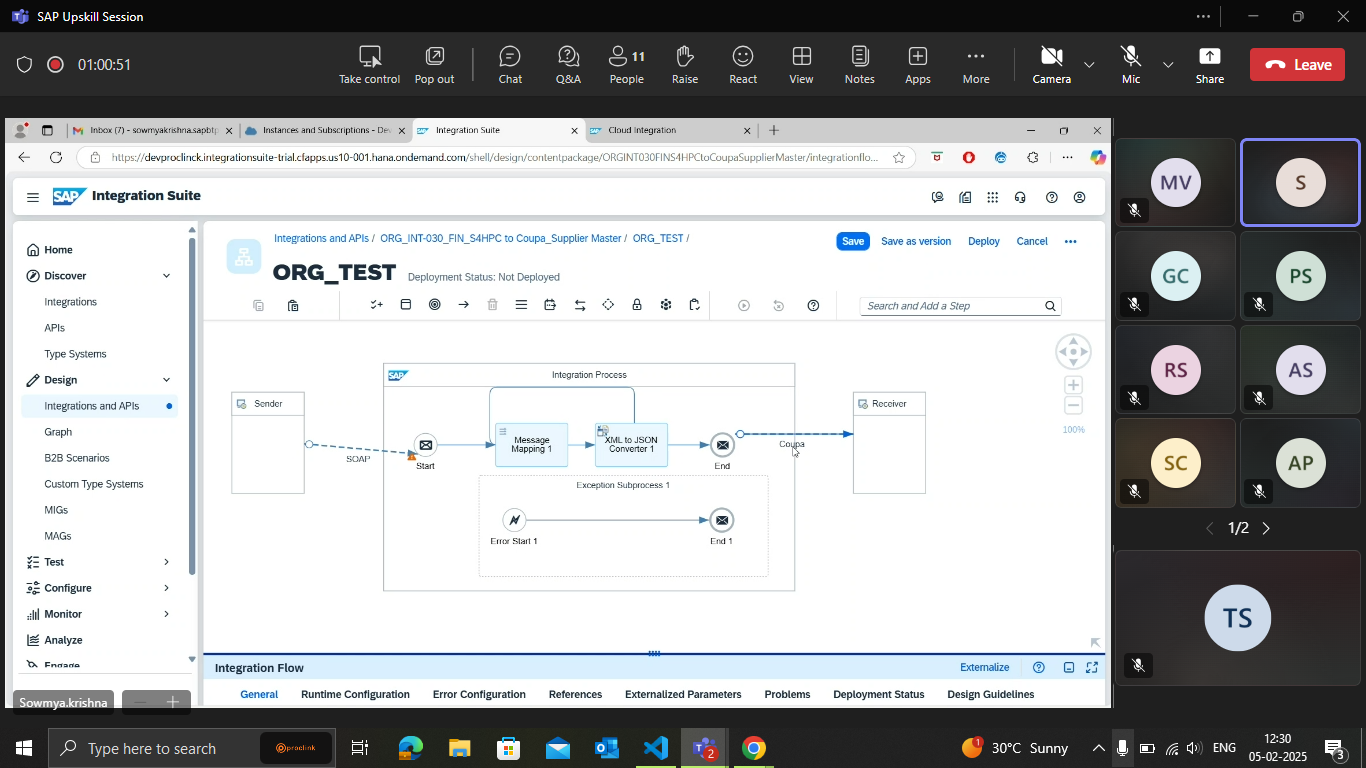 SAP Upskill Session
01:00:51
Take control
Pop out
Chat
Q&A
11
People
Raise
React
View
Notes
Apps
More
Camera
Mic
Share
Leave
Inbox (7) - sowmyakrishna.sapbtp
Instances and Subscriptions - Dev
SAP Integration Suite
SAP Cloud Integration
https://devproclinck.integrationsuite-trial.cfapps.us10-001.hana.ondemand.com/shell/design/contentpackage/ORGINT030FINS4HPCtoCoupaSupplierMaster/integrationflo...
SAP Integration Suite
Home
Discover
Integrations
APIs
Type Systems
Design
Integrations and APIs
Graph
B2B Scenarios
Custom Type Systems
MIGs
MAGs
Test
Configure
Monitor
Analyze
Engage
Integrations and APIs / ORG_INT-030_FIN_S4HPC to Coupa_Supplier Master / ORG_TEST /
Save
Save as version
Deploy
Cancel
ORG_TEST
Deployment Status: Not Deployed
Search and Add a Step
SAP
Integration Process
Sender
SOAP
Start
Message
Mapping 1
XML to JSON
Converter 1
End
Coupa
Receiver
Exception Subprocess 1
Error Start 1
End 1
100%
Integration Flow
Externalize
General
Runtime Configuration
Error Configuration
References
Externalized Parameters
Problems
Deployment Status
Design Guidelines
Sowmya.krishna
MV
S
GC
PS
RS
AS
SC
AP
1/2
TS
Type here to search
proclink
2
1
30°C Sunny
ENG
12:30
05-02-2025
3